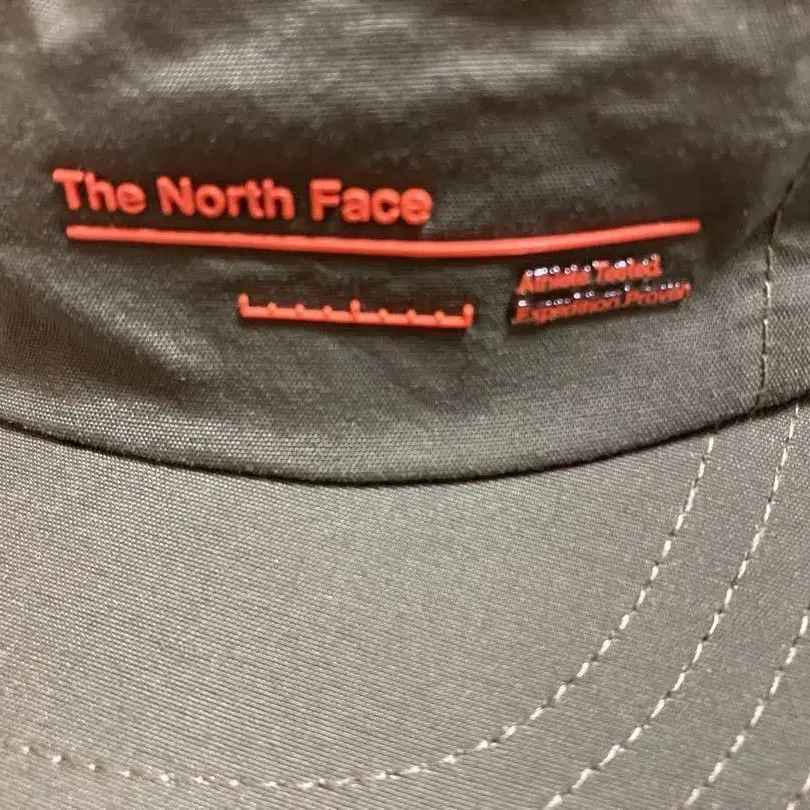 The North Face
Athlete Tested.
Expedition Proven